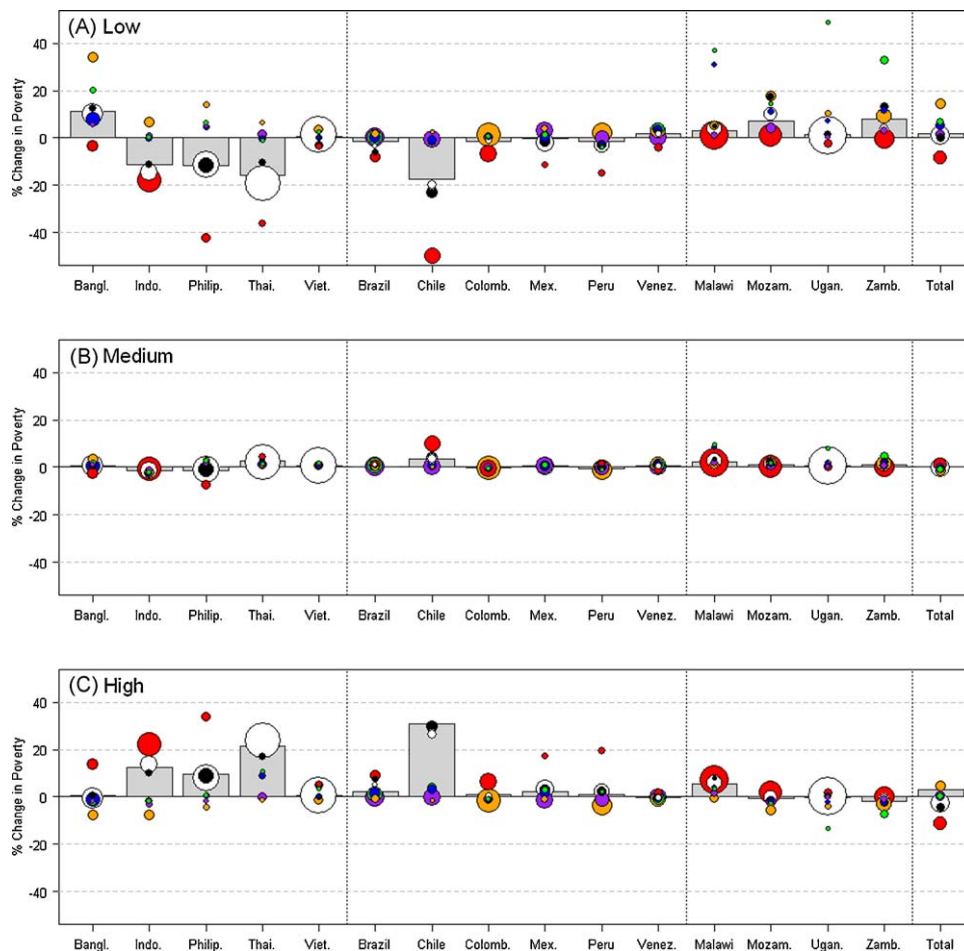 (A) Low
% Change in Poverty
40
20
0
-20
-40
Bangl. Indo. Philip. Thai. Viet. Brazil Chile Colomb. Mex. Peru Venez. Malawi Mozam. Ugan. Zamb. Total
(B) Medium
% Change in Poverty
40
20
0
-20
-40
Bangl. Indo. Philip. Thai. Viet. Brazil Chile Colomb. Mex. Peru Venez. Malawi Mozam. Ugan. Zamb. Total
(C) High
% Change in Poverty
40
20
0
-20
-40
Bangl. Indo. Philip. Thai. Viet. Brazil Chile Colomb. Mex. Peru Venez. Malawi Mozam. Ugan. Zamb. Total